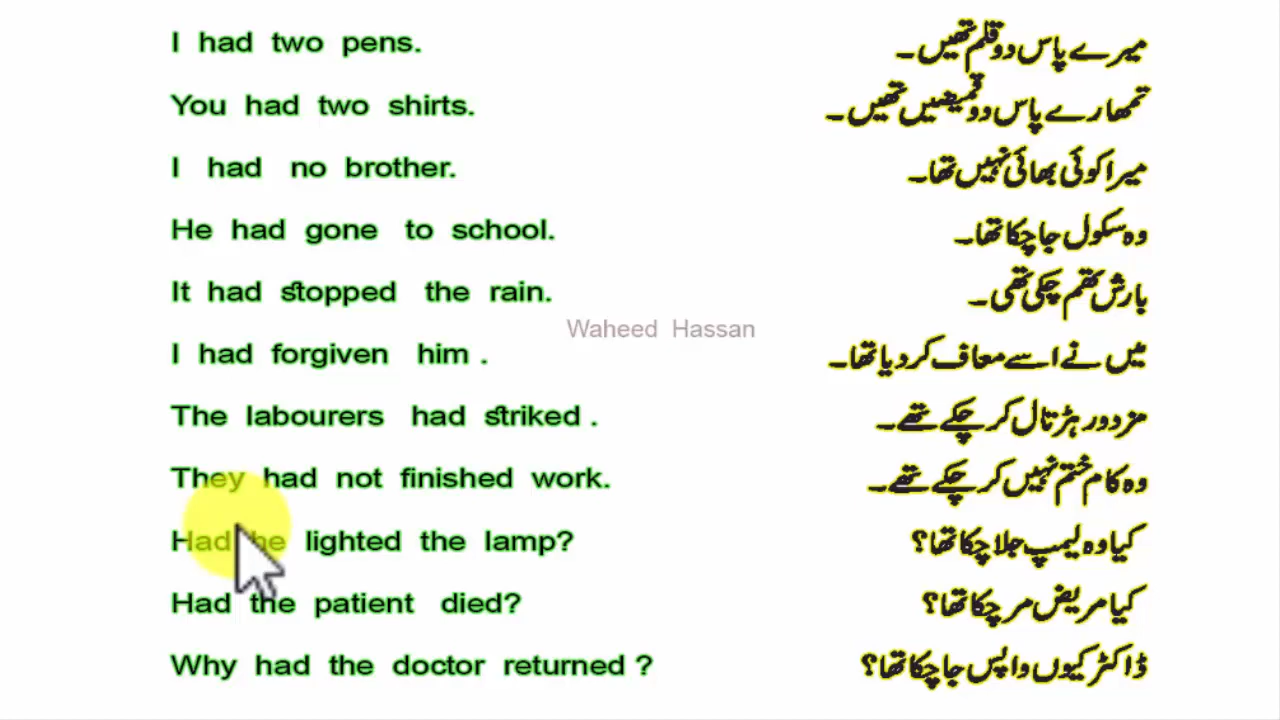 I had two pens. میرے پاس دو قلم تھیں ۔
You had two shirts. تمھارے پاس دو قمیضیں تھیں ۔
I had no brother. میرا کوئی بھائی نہیں تھا۔
He had gone to school. وہ سکول جا چکا تھا۔
It had stopped the rain. بارش تھم چکی تھی ۔
Waheed Hassan
I had forgiven him . میں نے اسے معاف کر دیا تھا۔
The labourers had striked . مزدور ہڑتال کر چکے تھے ۔
They had not finished work. وہ کام ختم نہیں کر چکے تھے ۔
Had he lighted the lamp? کیا وہ لیمپ جلا چکا تھا؟
Had the patient died? کیا مریض مر چکا تھا؟
Why had the doctor returned ? ڈاکٹر کیوں واپس جا چکا تھا؟